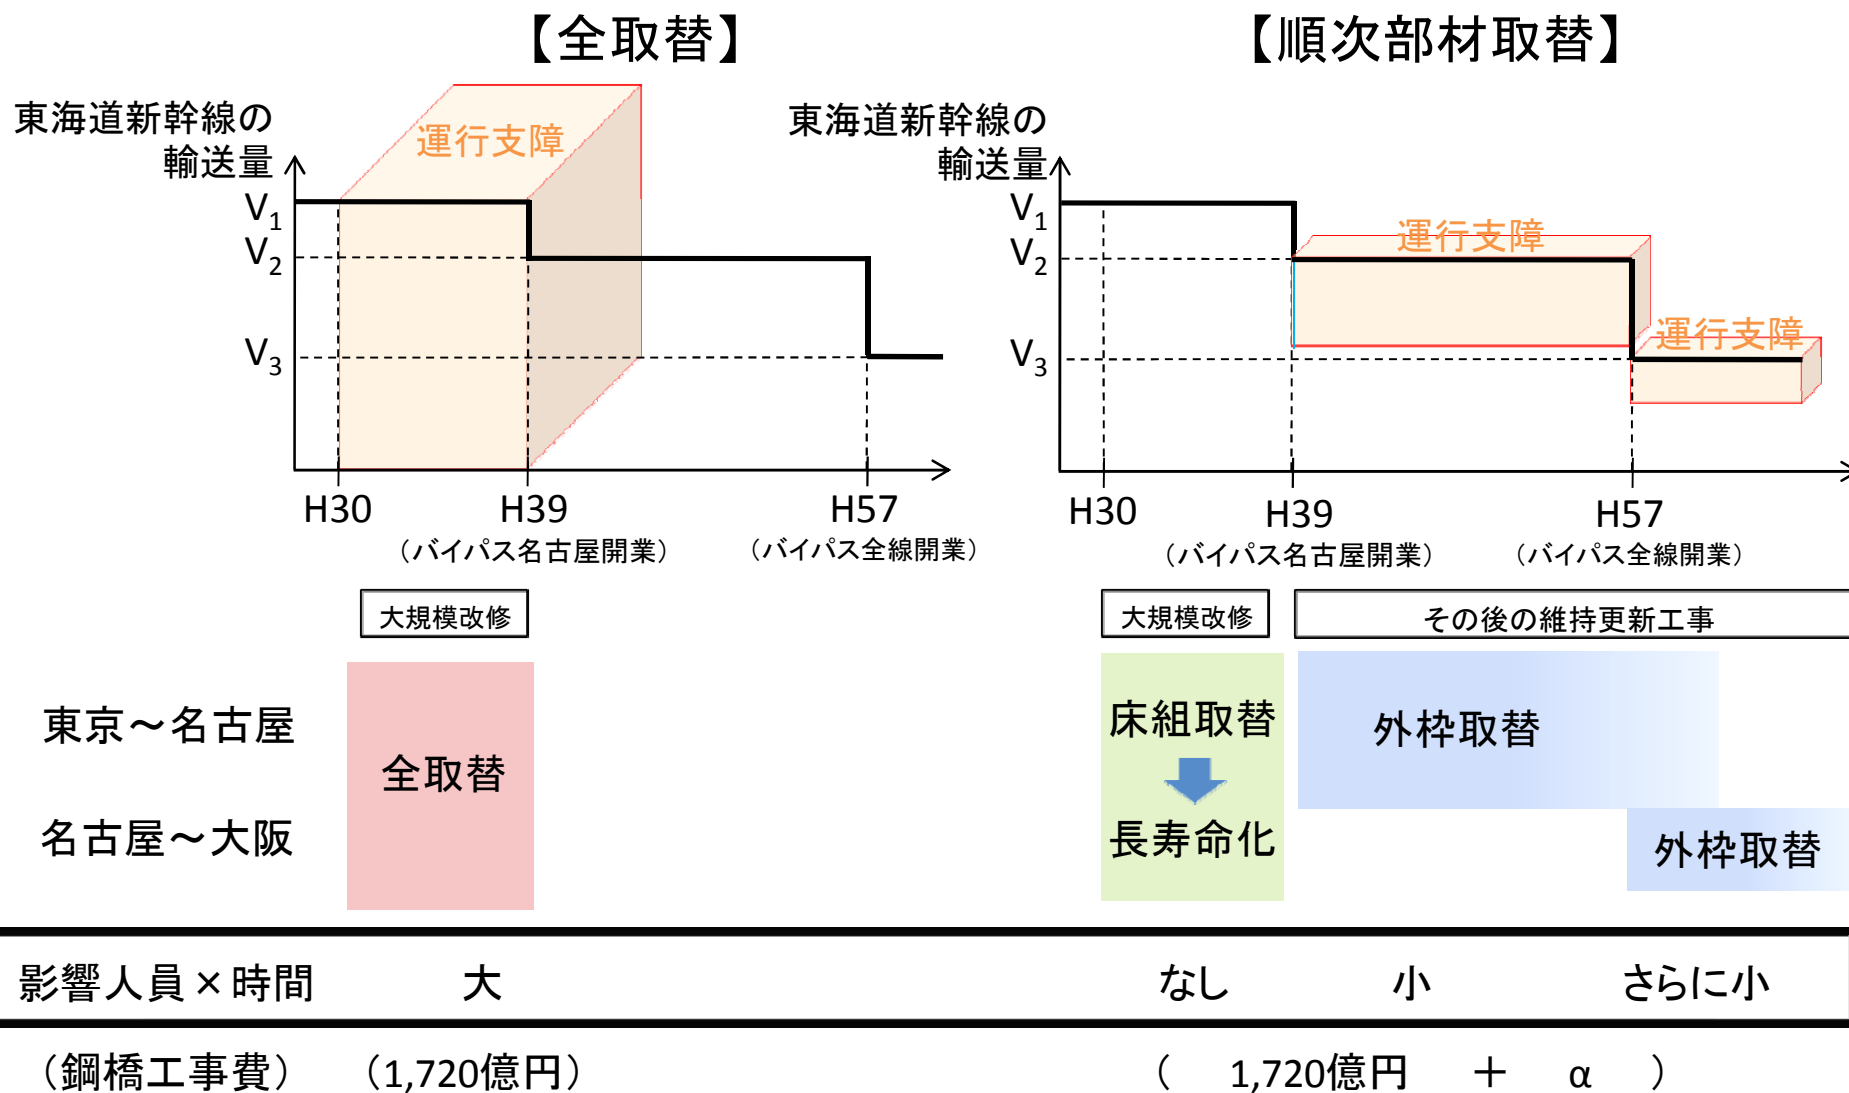 【全取替】
東海道新幹線の
輸送量
運行支障
V1
V2
V3
H30
H39
H57
（バイパス名古屋開業）
（バイパス全線開業）
大規模改修
【順次部材取替】
東海道新幹線の
輸送量
V1
V2
V3
運行支障
運行支障
H30
H39
H57
（バイパス名古屋開業）
（バイパス全線開業）
大規模改修
その後の維持更新工事
東京～名古屋
名古屋～大阪
全取替
床組取替
長寿命化
外枠取替
外枠取替
影響人員×時間 大 なし 小 さらに小
（鋼橋工事費） （1,720億円） （ 1,720億円 ＋ α ）